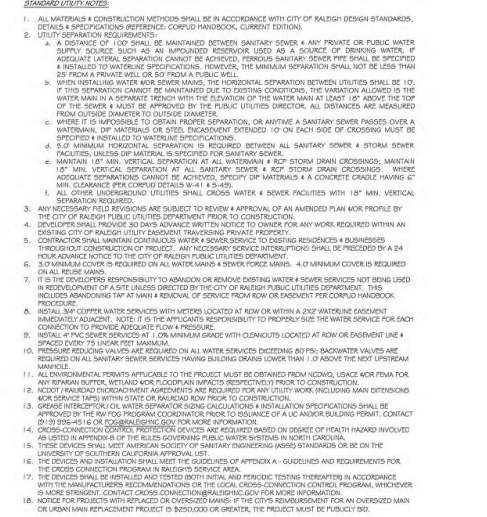 STANDARD UTILITY NOTES:
1. ALL MATERIALS & CONSTRUCTION METHODS SHALL BE IN ACCORDANCE WITH CITY OF RALEIGH DESIGN STANDARDS,
DETAILS & SPECIFICATIONS (REFERENCE: CORPUD HANDBOOK, CURRENT EDITION).
2. UTILITY SEPARATION REQUIREMENTS:
a. A DISTANCE OF 100' SHALL BE MAINTAINED BETWEEN SANITARY SEWER & ANY PRIVATE OR PUBLIC WATER
SUPPLY SOURCE SUCH AS AN IMPOUNDED RESERVOIR USED AS A SOURCE OF DRINKING WATER. IF
ADEQUATE LATERAL SEPARATION CANNOT BE ACHIEVED, FERROUS SANITARY SEWER PIPE SHALL BE SPECIFIED
& INSTALLED TO WATERLINE SPECIFICATIONS. HOWEVER, THE MINIMUM SEPARATION SHALL NOT BE LESS THAN
25' FROM A PRIVATE WELL OR 50' FROM A PUBLIC WELL.
b. WHEN INSTALLING WATER &/OR SEWER MAINS, THE HORIZONTAL SEPARATION BETWEEN UTILITIES SHALL BE 10'.
IF THIS SEPARATION CANNOT BE MAINTAINED DUE TO EXISTING CONDITIONS, THE VARIATION ALLOWED IS THE
WATER MAIN IN A SEPARATE TRENCH WITH THE ELEVATION OF THE WATER MAIN AT LEAST 18" ABOVE THE TOP
OF THE SEWER & MUST BE APPROVED BY THE PUBLIC UTILITIES DIRECTOR. ALL DISTANCES ARE MEASURED
FROM OUTSIDE DIAMETER TO OUTSIDE DIAMETER.
c. WHERE IT IS IMPOSSIBLE TO OBTAIN PROPER SEPARATION, OR ANYTIME A SANITARY SEWER PASSES OVER A
WATERMAIN, DIP MATERIALS OR STEEL ENCASEMENT EXTENDED 10' ON EACH SIDE OF CROSSING MUST BE
SPECIFIED & INSTALLED TO WATERLINE SPECIFICATIONS.
d. 5.0' MINIMUM HORIZONTAL SEPARATION IS REQUIRED BETWEEN ALL SANITARY SEWER & STORM SEWER
FACILITIES, UNLESS DIP MATERIAL IS SPECIFIED FOR SANITARY SEWER.
e. MAINTAIN 18" MIN. VERTICAL SEPARATION AT ALL WATERMAIN & RCP STORM DRAIN CROSSINGS; MAINTAIN
18" MIN. VERTICAL SEPARATION AT ALL SANITARY SEWER & RCP STORM DRAIN CROSSINGS. WHERE
ADEQUATE SEPARATIONS CANNOT BE ACHIEVED, SPECIFY DIP MATERIALS & A CONCRETE CRADLE HAVING 6"
MIN. CLEARANCE (PER CORPUD DETAILS W-41 & S-49).
f. ALL OTHER UNDERGROUND UTILITIES SHALL CROSS WATER & SEWER FACILITIES WITH 18" MIN. VERTICAL
SEPARATION REQUIRED.
3. ANY NECESSARY FIELD REVISIONS ARE SUBJECT TO REVIEW & APPROVAL OF AN AMENDED PLAN &/OR PROFILE BY
THE CITY OF RALEIGH PUBLIC UTILITIES DEPARTMENT PRIOR TO CONSTRUCTION.
4. DEVELOPER SHALL PROVIDE 30 DAYS ADVANCE WRITTEN NOTICE TO OWNER FOR ANY WORK REQUIRED WITHIN AN
EXISTING CITY OF RALEIGH UTILITY EASEMENT TRAVERSING PRIVATE PROPERTY.
5. CONTRACTOR SHALL MAINTAIN CONTINUOUS WATER & SEWER SERVICE TO EXISTING RESIDENCES & BUSINESSES
THROUGHOUT CONSTRUCTION OF PROJECT. ANY NECESSARY SERVICE INTERRUPTIONS SHALL BE PRECEDED BY A 24
HOUR ADVANCE NOTICE TO THE CITY OF RALEIGH PUBLIC UTILITIES DEPARTMENT.
6. 3.0' MINIMUM COVER IS REQUIRED ON ALL WATER MAINS & SEWER FORCE MAINS. 4.0' MINIMUM COVER IS REQUIRED
ON ALL REUSE MAINS.
7. IT IS THE DEVELOPERS RESPONSIBILITY TO ABANDON OR REMOVE EXISTING WATER & SEWER SERVICES NOT BEING USED
IN REDEVELOPMENT OF A SITE UNLESS DIRECTED BY THE CITY OF RALEIGH PUBLIC UTILITIES DEPARTMENT. THIS
INCLUDES ABANDONING TAP AT MAIN & REMOVAL OF SERVICE FROM ROW OR EASEMENT PER CORPUD HANDBOOK
PROCEDURE.
8. INSTALL 3/4" COPPER WATER SERVICES WITH METERS LOCATED AT ROW OR WITHIN A 2'X2' WATERLINE EASEMENT
IMMEDIATELY ADJACENT. NOTE: IT IS THE APPLICANTS RESPONSIBILITY TO PROPERLY SIZE THE WATER SERVICE FOR EACH
CONNECTION TO PROVIDE ADEQUATE FLOW & PRESSURE.
9. INSTALL 4" PVC SEWER SERVICES AT 1.0% MINIMUM GRADE WITH CLEANOUTS LOCATED AT ROW OR EASEMENT LINE &
SPACED EVERY 75 LINEAR FEET MAXIMUM.
10. PRESSURE REDUCING VALVES ARE REQUIRED ON ALL WATER SERVICES EXCEEDING 80 PSI; BACKWATER VALVES ARE
REQUIRED ON ALL SANITARY SEWER SERVICES HAVING BUILDING DRAINS LOWER THAN 1.0' ABOVE THE NEXT UPSTREAM
MANHOLE.
11. ALL ENVIRONMENTAL PERMITS APPLICABLE TO THE PROJECT MUST BE OBTAINED FROM NCDWQ, USACE &/OR FEMA FOR
ANY RIPARIAN BUFFER, WETLAND &/OR FLOODPLAIN IMPACTS (RESPECTIVELY) PRIOR TO CONSTRUCTION.
12. NCDOT / RAILROAD ENCROACHMENT AGREEMENTS ARE REQUIRED FOR ANY UTILITY WORK (INCLUDING MAIN EXTENSIONS
&/OR SERVICE TAPS) WITHIN STATE OR RAILROAD ROW PRIOR TO CONSTRUCTION.
13. GREASE INTERCEPTOR / OIL WATER SEPARATOR SIZING CALCULATIONS & INSTALLATION SPECIFICATIONS SHALL BE
APPROVED BY THE RW FOG PROGRAM COORDINATOR PRIOR TO ISSUANCE OF A UC AND/OR BUILDING PERMIT. CONTACT
(919) 996-4516 OR FOG@RALEIGHNC.GOV FOR MORE INFORMATION.
14. CROSS-CONNECTION CONTROL PROTECTION DEVICES ARE REQUIRED BASED ON DEGREE OF HEALTH HAZARD INVOLVED
AS LISTED IN APPENDIX-B OF THE RULES GOVERNING PUBLIC WATER SYSTEMS IN NORTH CAROLINA.
15. THESE DEVICES SHALL MEET AMERICAN SOCIETY OF SANITARY ENGINEERING (ASSE) STANDARDS OR BE ON THE
UNIVERSITY OF SOUTHERN CALIFORNIA APPROVAL LIST.
16. THE DEVICES AND INSTALLATION SHALL MEET THE GUIDELINES OF APPENDIX A - GUIDELINES AND REQUIREMENTS FOR
THE CROSS CONNECTION PROGRAM IN RALEIGH'S SERVICE AREA.
17. THE DEVICES SHALL BE INSTALLED AND TESTED (BOTH INITIAL AND PERIODIC TESTING THEREAFTER) IN ACCORDANCE
WITH THE MANUFACTURER'S RECOMMENDATIONS OR THE LOCAL CROSS-CONNECTION CONTROL PROGRAM, WHICHEVER
IS MORE STRINGENT. CONTACT CROSS.CONNECTION@RALEIGHNC.GOV FOR MORE INFORMATION.
18. NOTICE FOR PROJECTS WITH REPLACED OR OVERSIZED MAINS: IF THE CITY'S REIMBURSEMENT FOR AN OVERSIZED MAIN
OR URBAN MAIN REPLACEMENT PROJECT IS $250,000 OR GREATER, THE PROJECT MUST BE PUBLICLY BID.